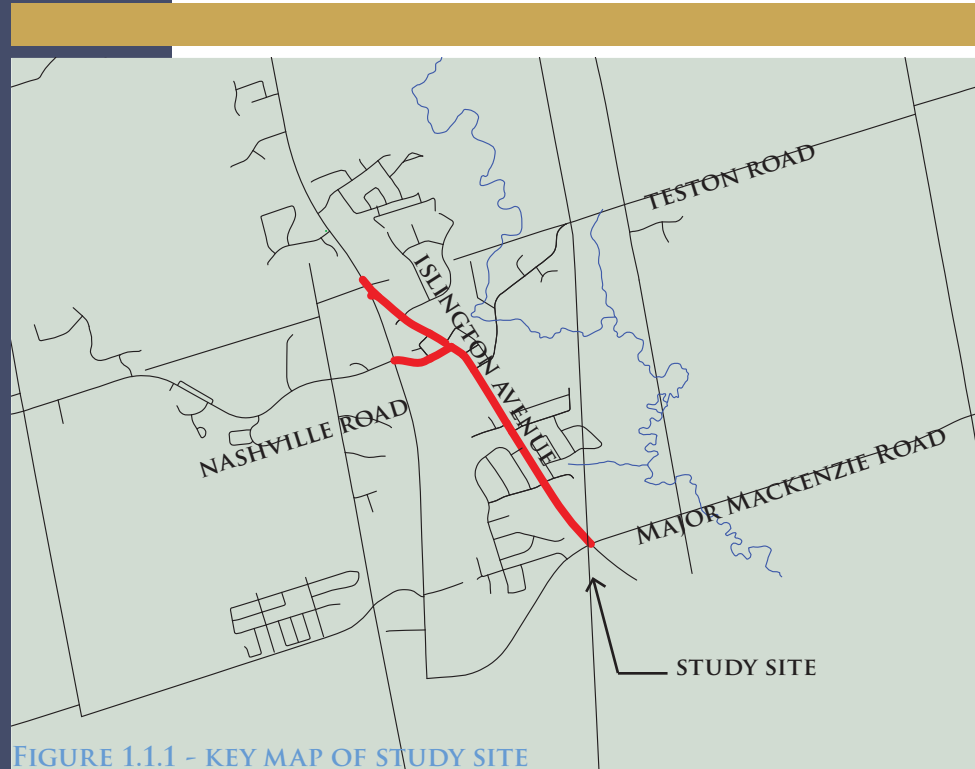 TESTON ROAD
ISLINGTON AVENUE
NASHVILLE ROAD
MAJOR MACKENZIE ROAD
STUDY SITE
FIGURE 1.1.1 - KEY MAP OF STUDY SITE